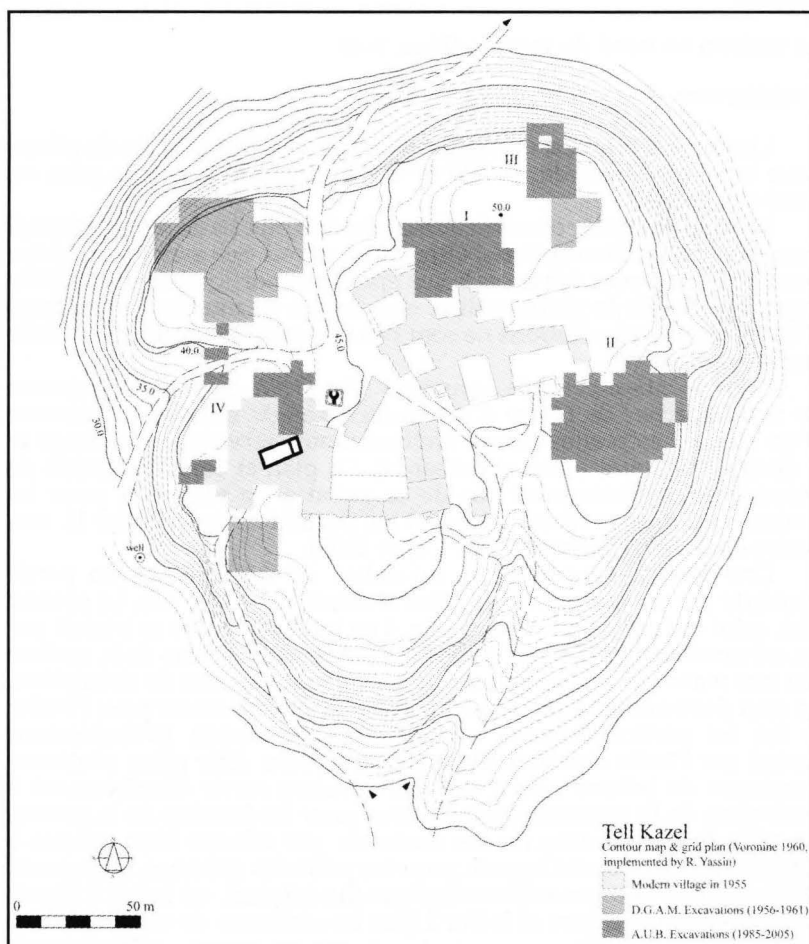 III
I
50.0
II
45.0
40.0
35.0
30.0
IV
well
0 50 m
Tell Kazel
Contour map & grid plan (Voronine 1960,
implemented by R. Yassin)
Modern village in 1955
D.G.A.M. Excavations (1956-1961)
A.U.B. Excavations (1985-2005)